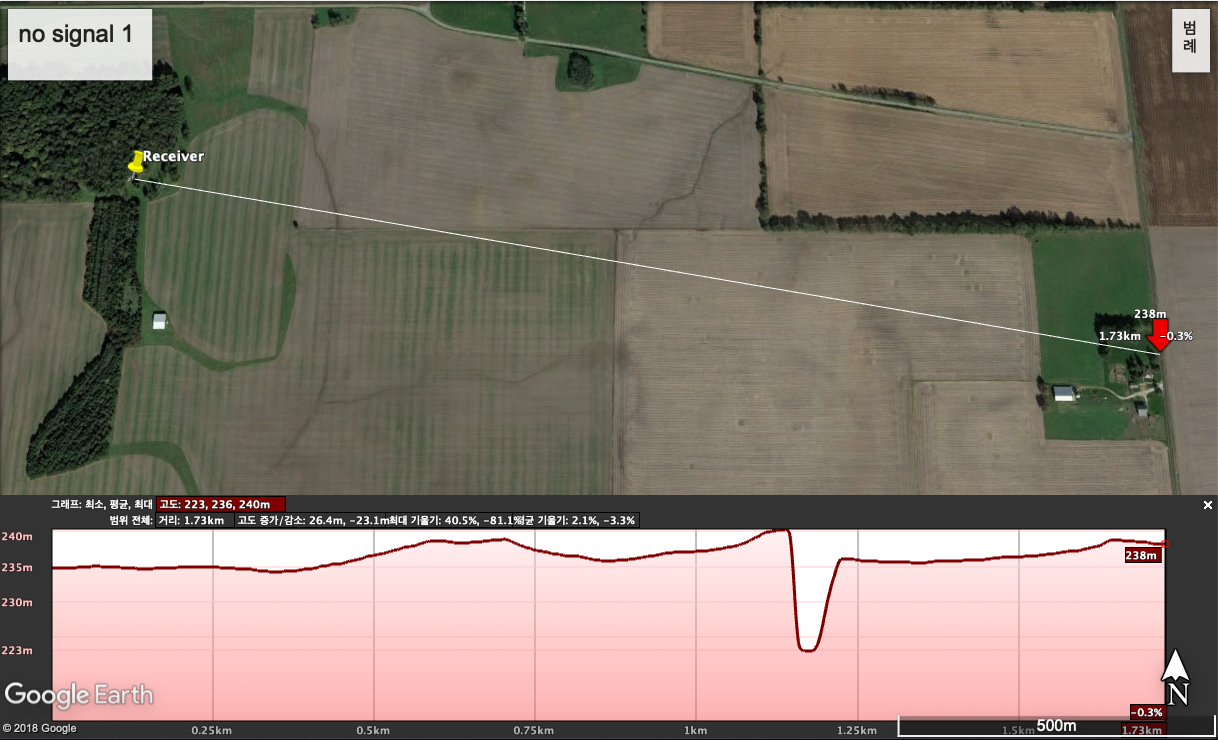 no signal 1
범례
Receiver
238m
1.73km -0.3%
그래프: 최소, 평균, 최대 고도: 223, 236, 240m
범위 전체: 거리: 1.73km 고도 증가/감소: 26.4m, -23.1m 최대 기울기: 40.5%, -81.1% 평균 기울기: 2.1%, -3.3%
240m
235m
230m
223m
238m
Google Earth
N
-0.3%
© 2018 Google
0.25km 0.5km 0.75km 1km 1.25km 1.5km 1.73km
500m